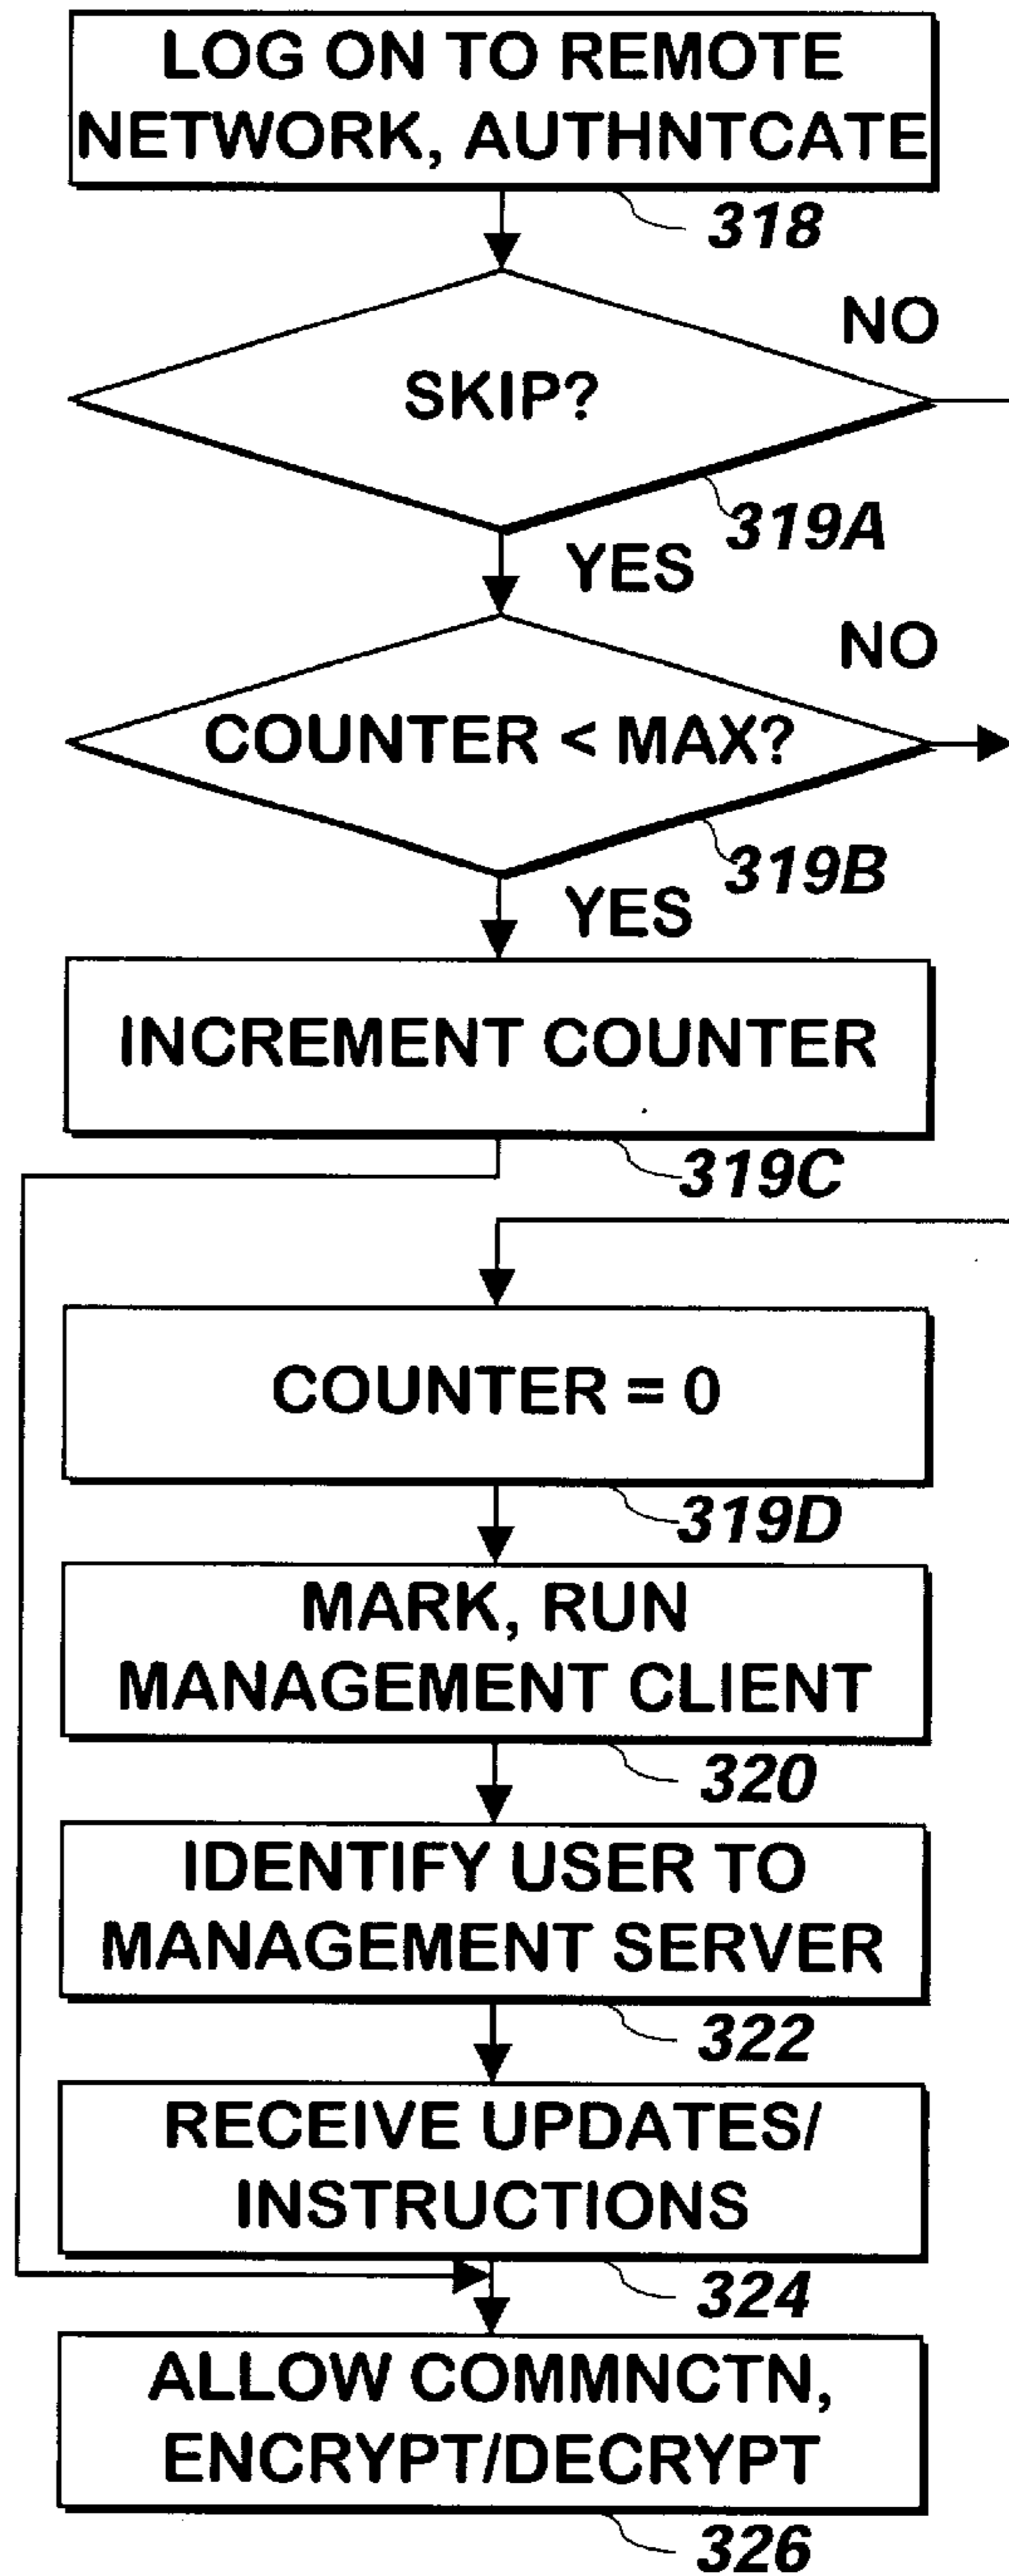 LOG ON TO REMOTE
NETWORK, AUTHNTCATE
318
NO
SKIP?
319A
YES
NO
COUNTER < MAX?
319B
YES
INCREMENT COUNTER
319C
COUNTER = 0
319D
MARK, RUN
MANAGEMENT CLIENT
320
IDENTIFY USER TO
MANAGEMENT SERVER
322
RECEIVE UPDATES/
INSTRUCTIONS
324
ALLOW COMMNCTN,
ENCRYPT/DECRYPT
326